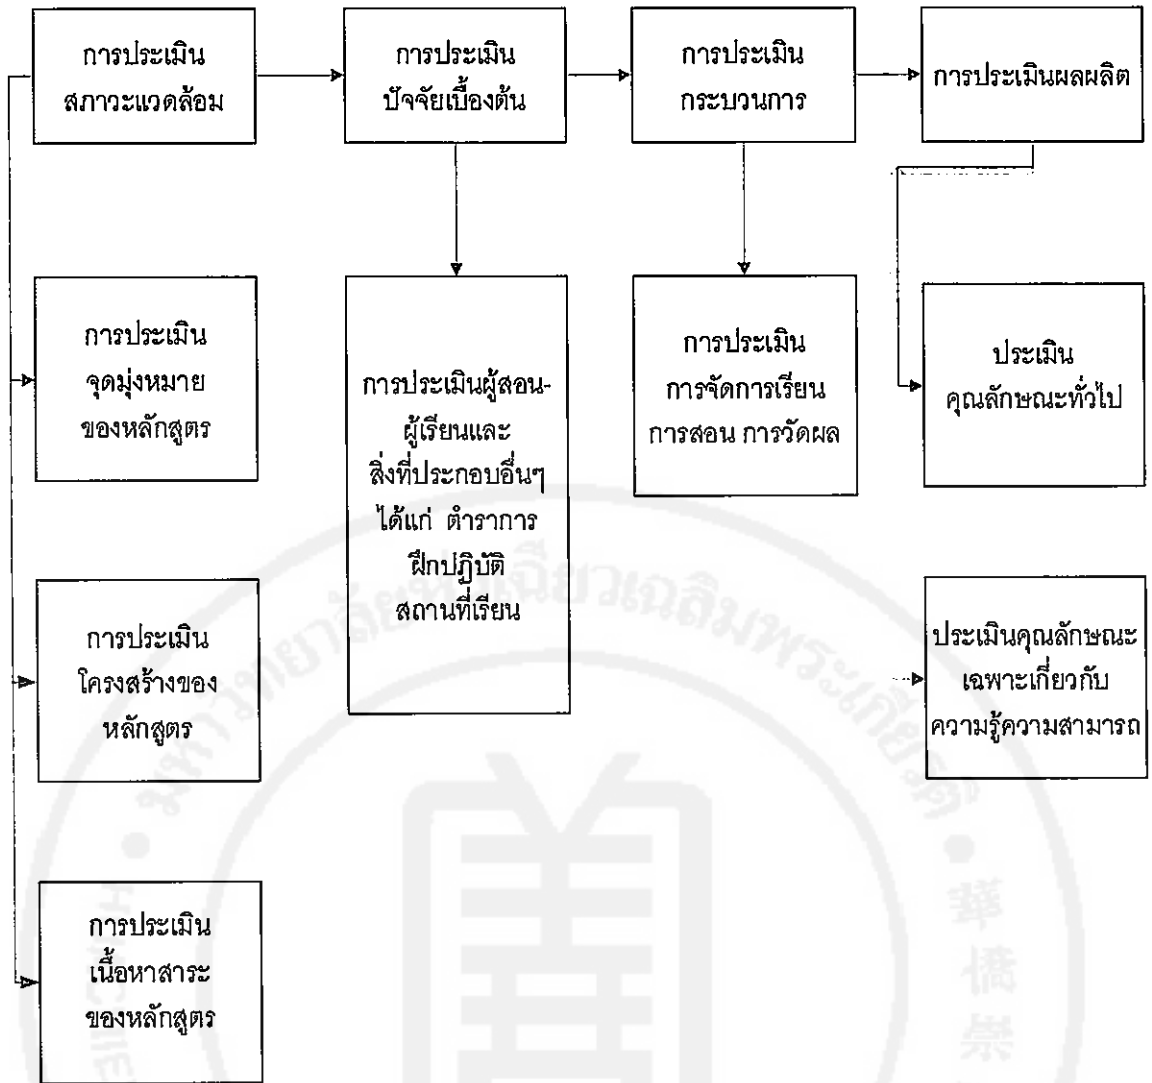 การประเมิน
สภาวะแวดล้อม
การประเมิน
ปัจจัยเบื้องต้น
การประเมิน
กระบวนการ
การประเมินผลผลิต
การประเมิน
จุดมุ่งหมาย
ของหลักสูตร
การประเมินผู้สอน-
ผู้เรียนและ
สิ่งที่ประกอบอื่นๆ
ได้แก่ ตำราการ
ฝึกปฏิบัติ
สถานที่เรียน
การประเมิน
การจัดการเรียน
การสอน การวัดผล
ประเมิน
คุณลักษณะทั่วไป
การประเมิน
โครงสร้างของ
หลักสูตร
ประเมินคุณลักษณะ
เฉพาะเกี่ยวกับ
ความรู้ความสามารถ
การประเมิน
เนื้อหาสาระ
ของหลักสูตร
華僑崇